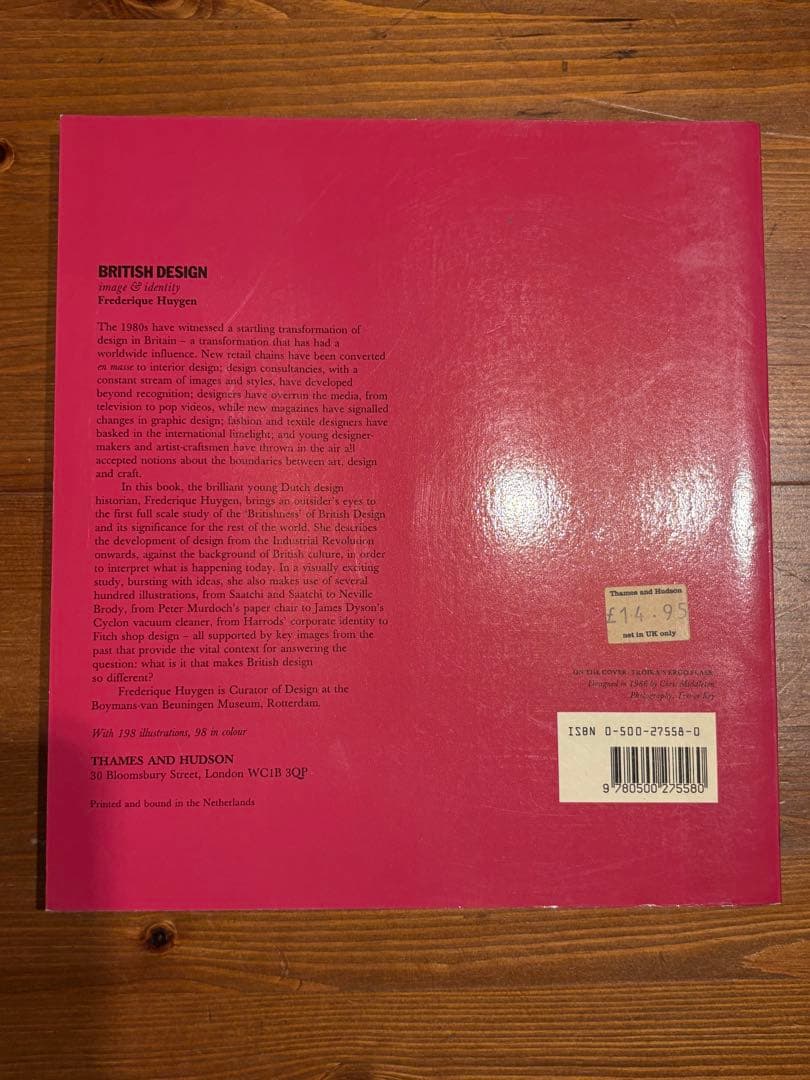 BRITISH DESIGN
image & identity
Frederique Huygen
The 1980s have witnessed a startling transformation of
design in Britain – a transformation that has had a
worldwide influence. New retail chains have been converted
en masse to interior design; design consultancies, with a
constant stream of images and styles, have developed
beyond recognition; designers have overrun the media, from
television to pop videos, while new magazines have signalled
changes in graphic design; fashion and textile designers have
basked in the international limelight; and young designer-
makers and artist-craftsmen have thrown in the air all
accepted notions about the boundaries between art, design
and craft.
In this book, the brilliant young Dutch design
historian, Frederique Huygen, brings an outsider's eyes to
the first full scale study of the 'Britishness' of British Design
and its significance for the rest of the world. She describes
the development of design from the Industrial Revolution
onwards, against the background of British culture, in order
to interpret what is happening today. In a visually exciting
study, bursting with ideas, she also makes use of several
hundred illustrations, from Saatchi and Saatchi to Neville
Brody, from Peter Murdoch's paper chair to James Dyson's
Cyclon vacuum cleaner, from Harrods' corporate identity to
Fitch shop design – all supported by key images from the
past that provide the vital context for answering the
question: what is it that makes British design
so different?
Frederique Huygen is Curator of Design at the
Boymans-van Beuningen Museum, Rotterdam.
With 198 illustrations, 98 in colour
THAMES AND HUDSON
30 Bloomsbury Street, London WC1B 3QP
Printed and bound in the Netherlands
Thames and Hudson
£14.95
net in UK only
ON THE COVER: TROIKA'S ERGO
Designed in 1986 by Chris Middleton
Photography, Trevor Key
ISBN 0-500-27558-0
9 780500 275580